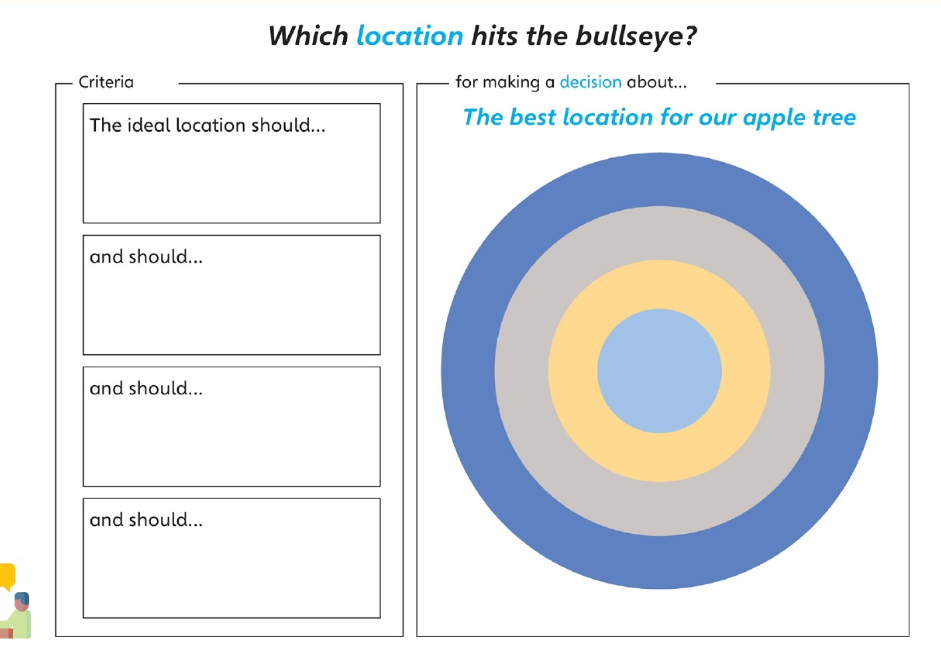 Which location hits the bullseye?
Criteria
The ideal location should...
and should...
and should...
and should...
for making a decision about...
The best location for our apple tree